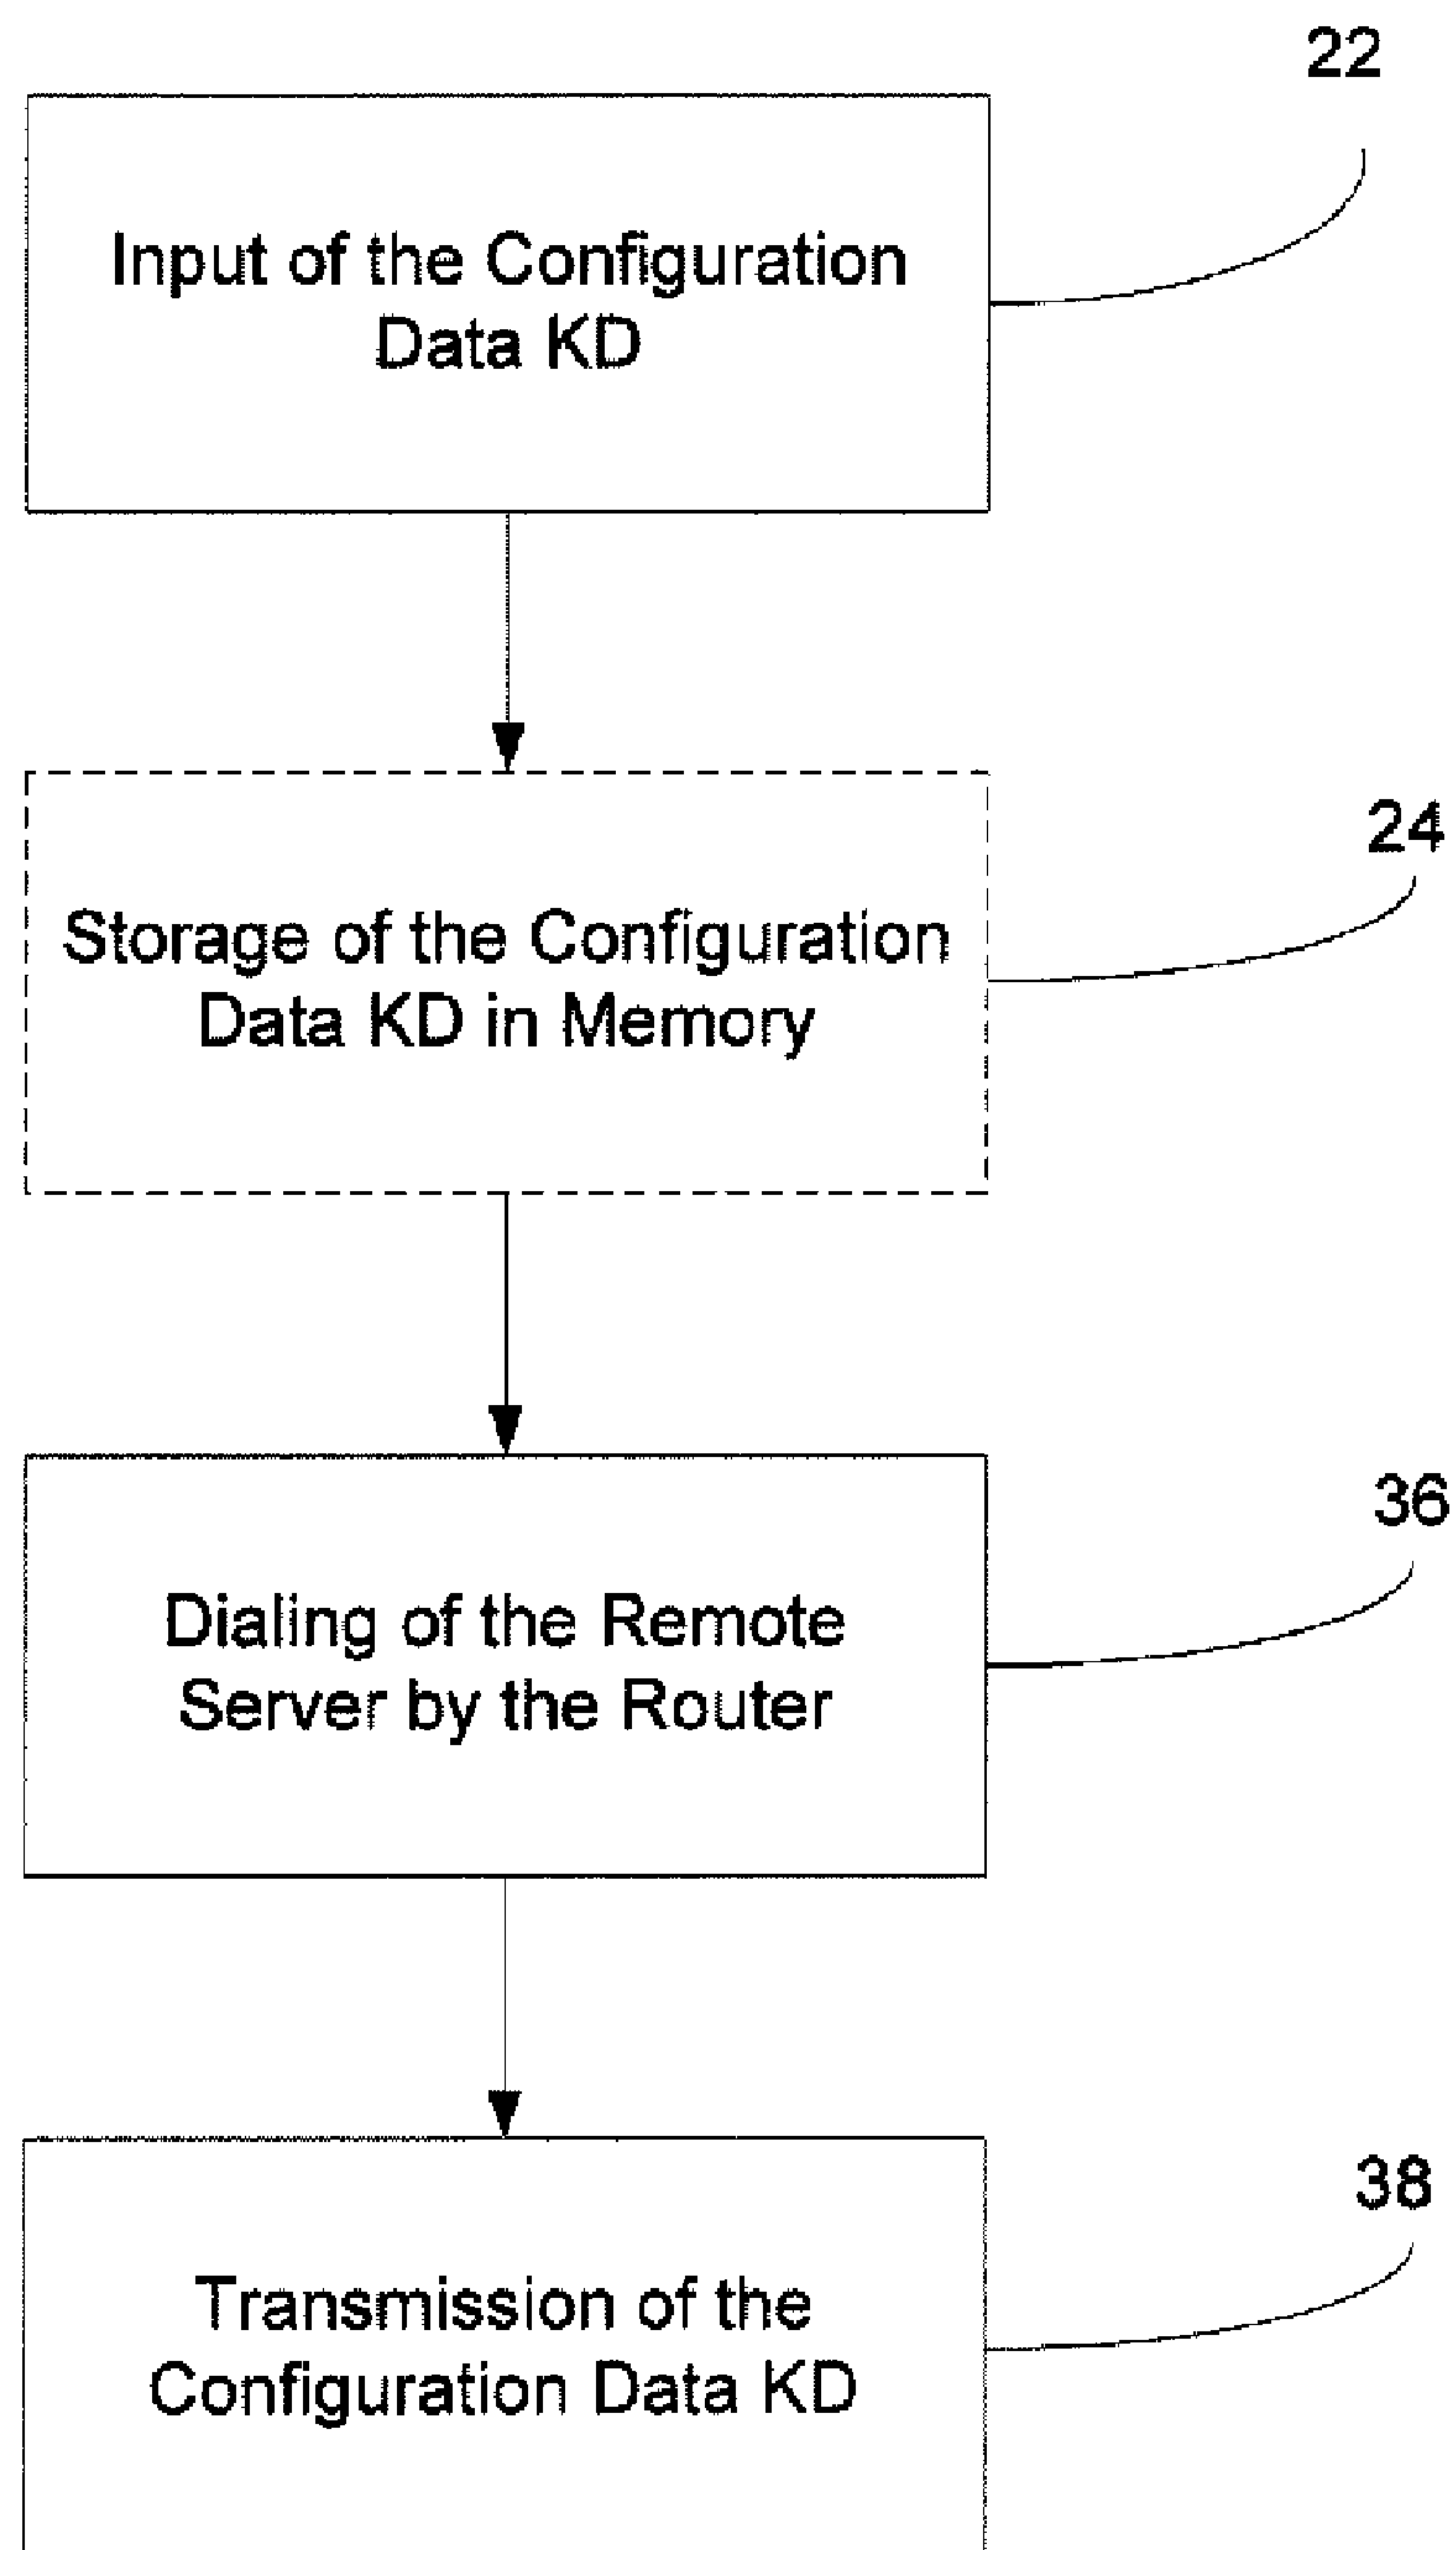 22
Input of the Configuration
Data KD
24
Storage of the Configuration
Data KD in Memory
36
Dialing of the Remote
Server by the Router
38
Transmission of the
Configuration Data KD